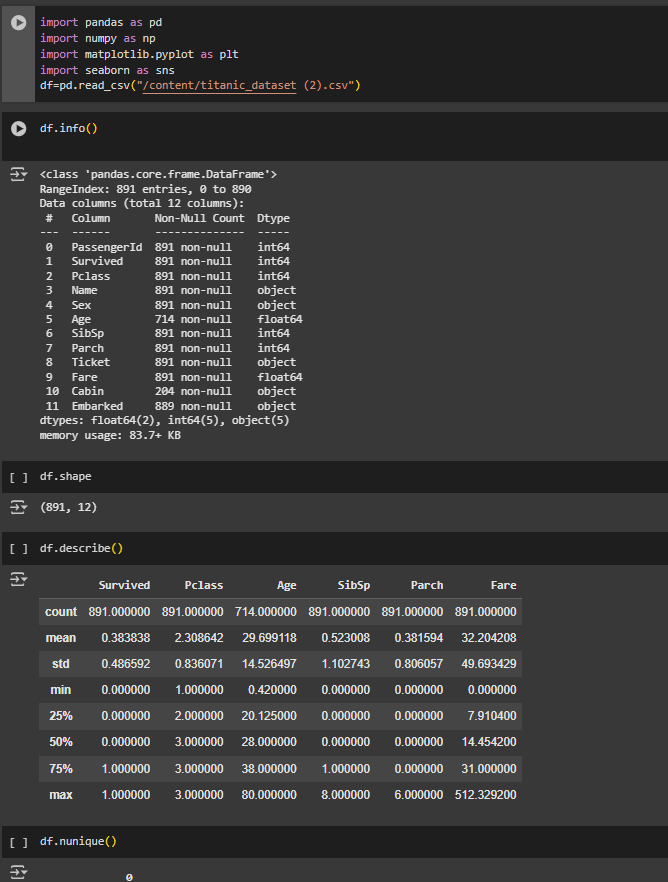 import pandas as pd
import numpy as np
import matplotlib.pyplot as plt
import seaborn as sns
df=pd.read_csv("/content/titanic_dataset (2).csv")
df.info()
<class 'pandas.core.frame.DataFrame'>
RangeIndex: 891 entries, 0 to 890
Data columns (total 12 columns):
 #   Column       Non-Null Count  Dtype
---  ------       --------------  -----
 0   PassengerId  891 non-null    int64
 1   Survived     891 non-null    int64
 2   Pclass       891 non-null    int64
 3   Name         891 non-null    object
 4   Sex          891 non-null    object
 5   Age          714 non-null    float64
 6   SibSp        891 non-null    int64
 7   Parch        891 non-null    int64
 8   Ticket       891 non-null    object
 9   Fare         891 non-null    float64
 10  Cabin        204 non-null    object
 11  Embarked     889 non-null    object
dtypes: float64(2), int64(5), object(5)
memory usage: 83.7+ KB
[ ] df.shape
(891, 12)
[ ] df.describe()
Survived Pclass Age SibSp Parch Fare
count 891.000000 891.000000 714.000000 891.000000 891.000000 891.000000
mean 0.383838 2.308642 29.699118 0.523008 0.381594 32.204208
std 0.486592 0.836071 14.526497 1.102743 0.806057 49.693429
min 0.000000 1.000000 0.420000 0.000000 0.000000 0.000000
25% 0.000000 2.000000 20.125000 0.000000 0.000000 7.910400
50% 0.000000 3.000000 28.000000 0.000000 0.000000 14.454200
75% 1.000000 3.000000 38.000000 1.000000 0.000000 31.000000
max 1.000000 3.000000 80.000000 8.000000 6.000000 512.329200
[ ] df.nunique()
0